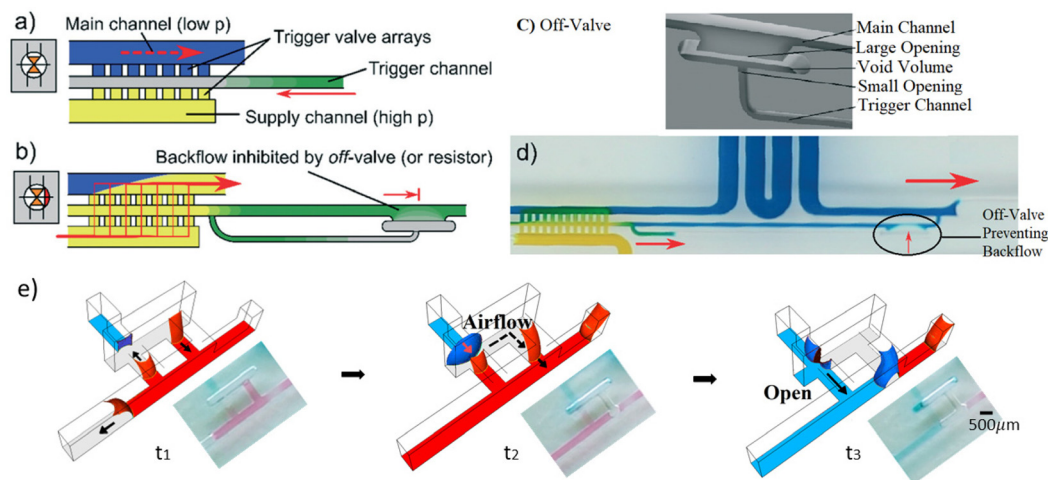 a)
Main channel (low p)
Trigger valve arrays
Trigger channel
Supply channel (high p)
b)
Backflow inhibited by off-valve (or resistor)
C) Off-Valve
Main Channel
Large Opening
Void Volume
Small Opening
Trigger Channel
d)
Off-Valve
Preventing
Backflow
e)
t1
Airflow
t2
Open
t3
500μm